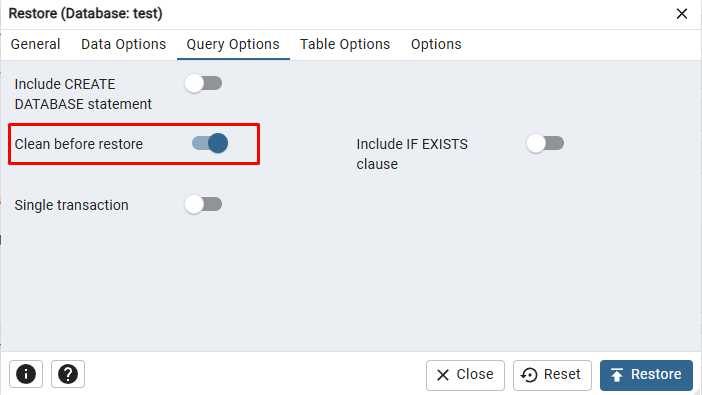 Restore (Database: test)
General Data Options Query Options Table Options Options
Include CREATE
DATABASE statement
Clean before restore
Include IF EXISTS
clause
Single transaction
Close Reset Restore